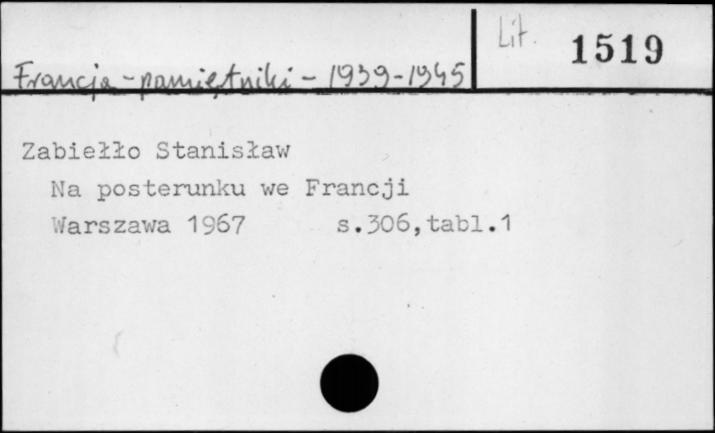 Francja - pamiętniki - 1939-1945
Lit. 1519
Zabiełło Stanisław
Na posterunku we Francji
Warszawa 1967 s.306,tabl.1